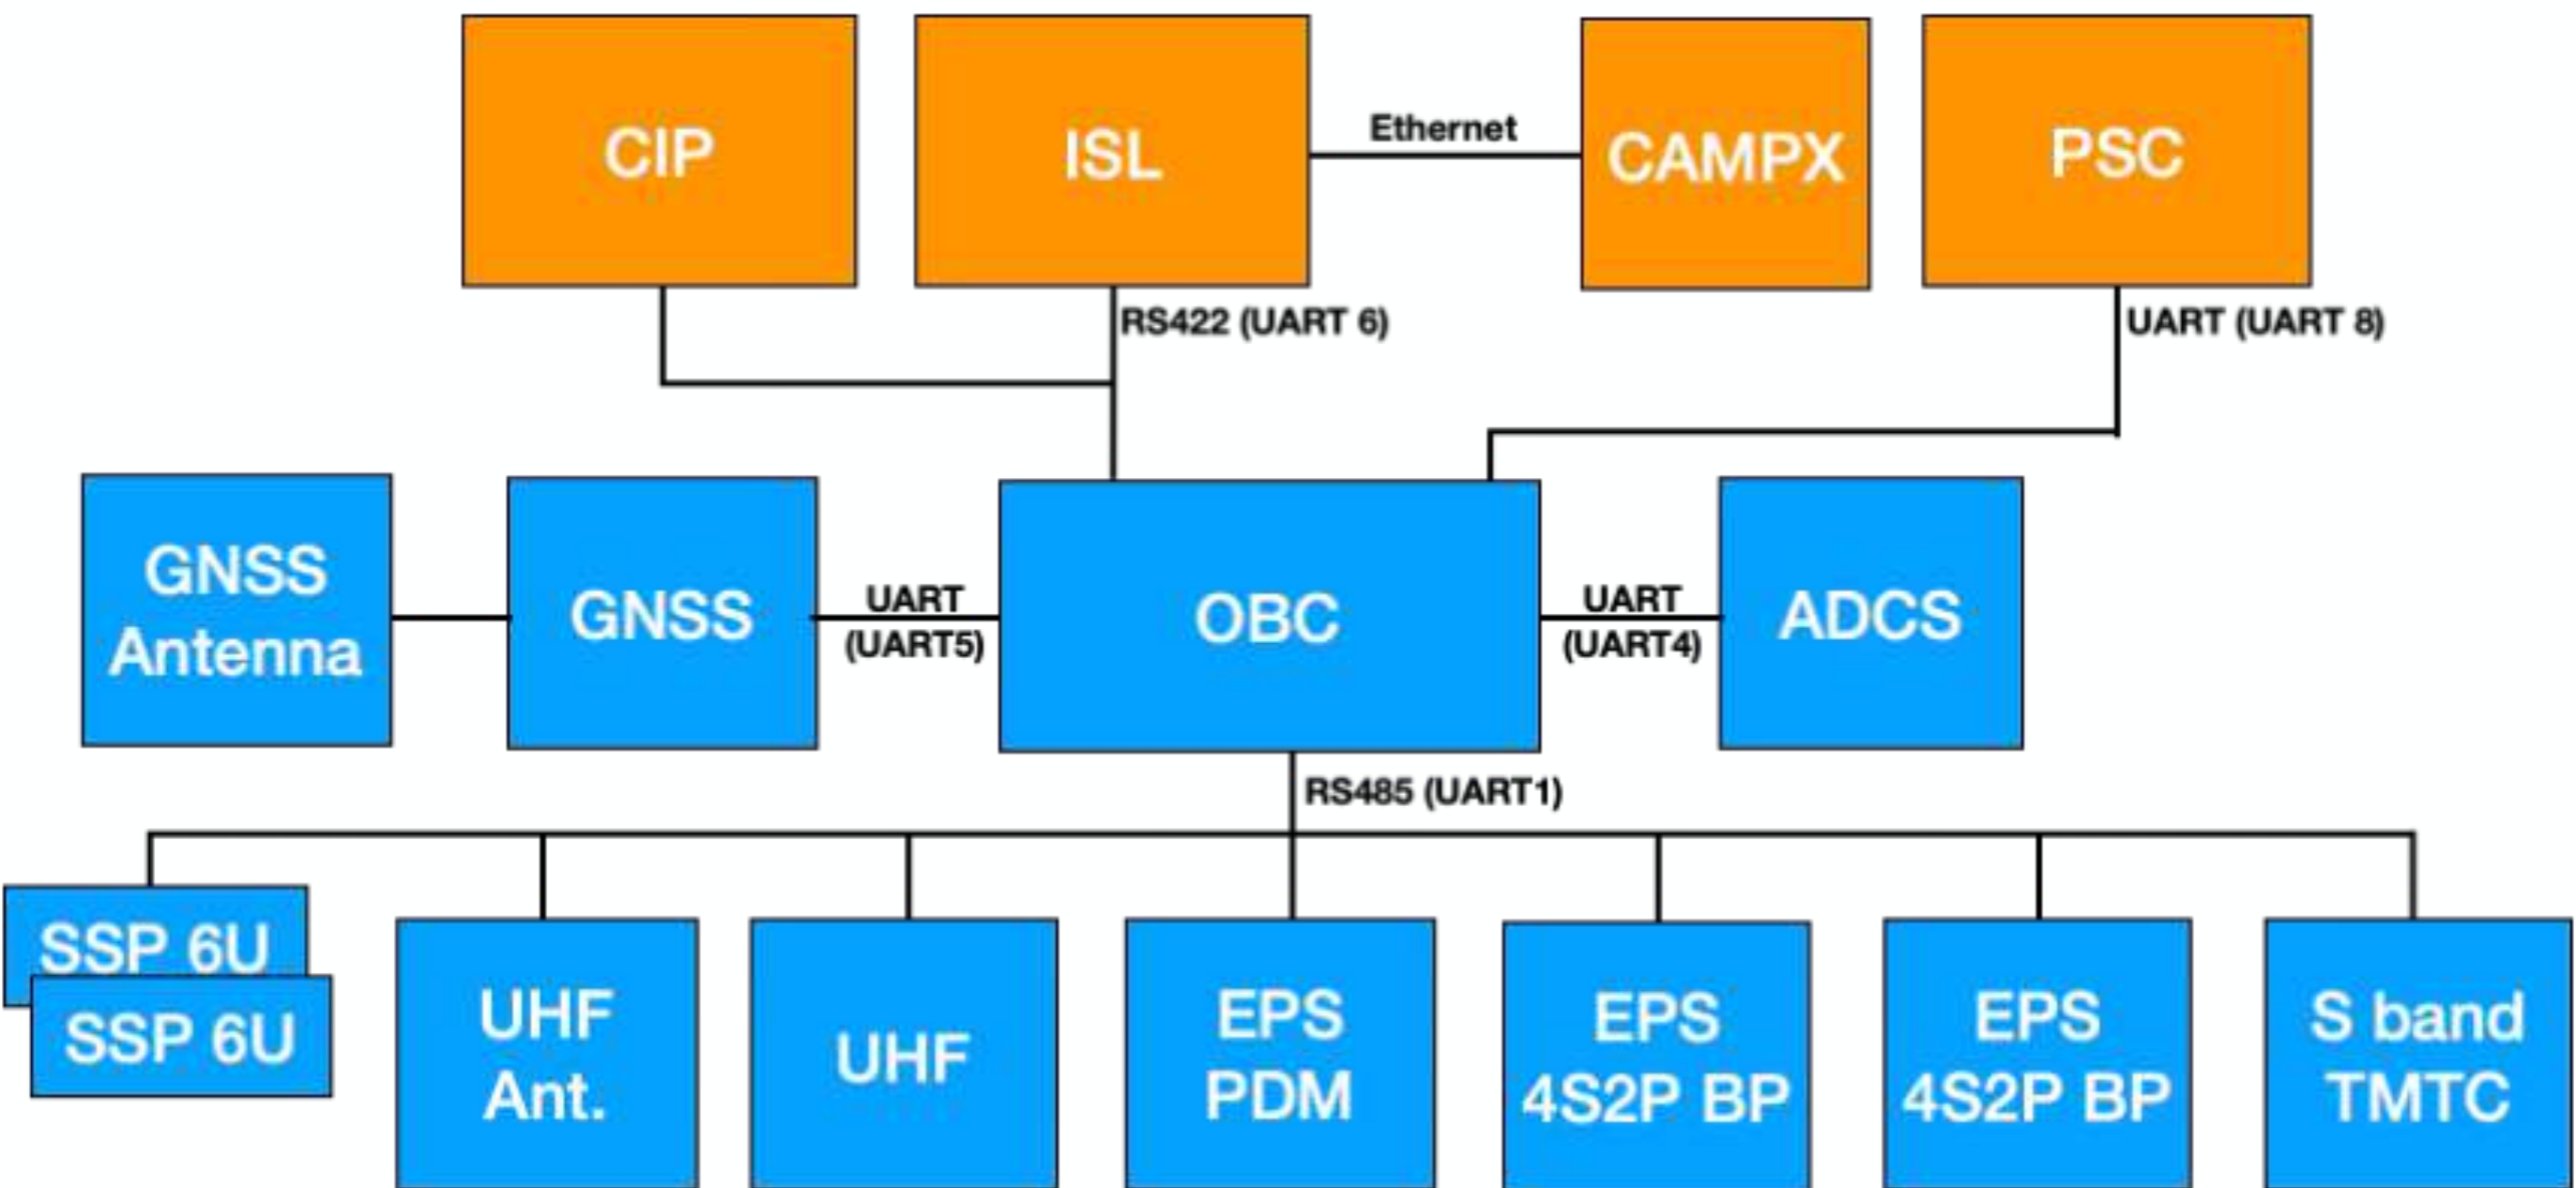 CIP
ISL
Ethernet
CAMPX
PSC
RS422 (UART 6)
UART (UART 8)
GNSS
Antenna
GNSS
UART
(UART5)
OBC
UART
(UART4)
ADCS
RS485 (UART1)
SSP 6U
SSP 6U
UHF
Ant.
UHF
EPS
PDM
EPS
4S2P BP
EPS
4S2P BP
S band
TMTC